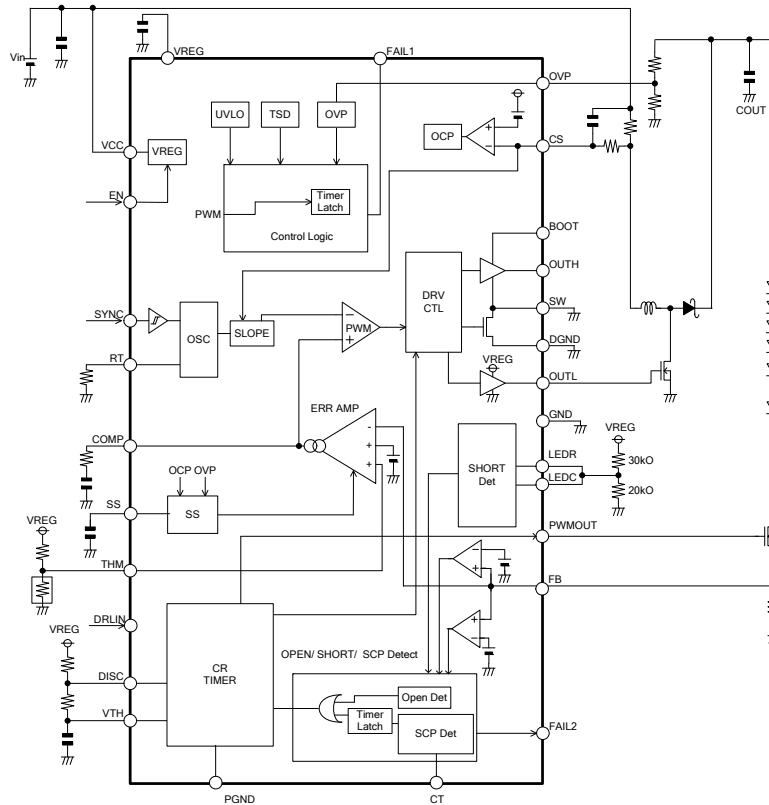 VREG
FAIL1
Vin
OVP
COUT
UVLO
TSD
OVP
OCP
CS
VCC
VREG
EN
PWM
Timer
Latch
Control Logic
BOOT
OUTH
DRV
CTL
SW
SYNC
OSC
SLOPE
PWM
DGND
RT
VREG
OUTL
ERR AMP
GND
COMP
VREG
SHORT
Det
LEDR
30kO
LEDC
20kO
OCP OVP
SS
SS
VREG
PWMOUT
THM
FB
DRLIN
VREG
OPEN/ SHORT/ SCP Detect
CR
TIMER
DISC
Open Det
Timer
Latch
VTH
SCP Det
FAIL2
PGND
CT